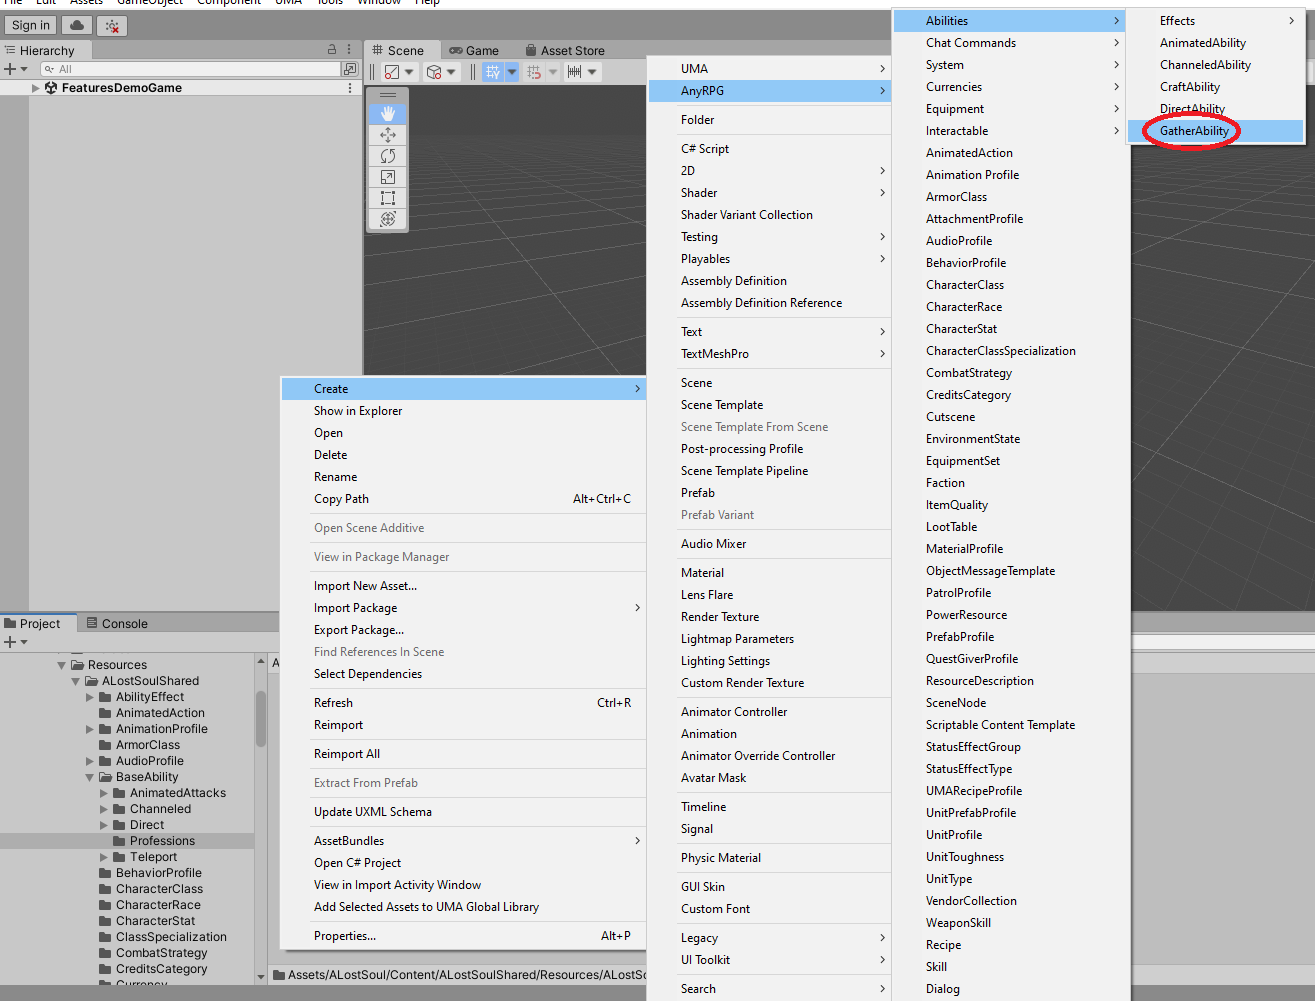 File Edit Assets GameObject Component UMA Tools Window Help
Sign in
Hierarchy
All
FeaturesDemoGame
Scene
Game
Asset Store
Project
Console
Resources
ALostSoulShared
AbilityEffect
AnimatedAction
AnimationProfile
ArmorClass
AudioProfile
BaseAbility
AnimatedAttacks
Channeled
Direct
Professions
Teleport
BehaviorProfile
CharacterClass
CharacterRace
CharacterStat
ClassSpecialization
CombatStrategy
CreditsCategory
Currency
A
Assets/ALostSoul/Content/ALostSoulShared/Resources/ALostSo
Create
Show in Explorer
Open
Delete
Rename
Copy Path Alt+Ctrl+C
Open Scene Additive
View in Package Manager
Import New Asset...
Import Package
Export Package...
Find References In Scene
Select Dependencies
Refresh Ctrl+R
Reimport
Reimport All
Extract From Prefab
Update UXML Schema
AssetBundles
Open C# Project
View in Import Activity Window
Add Selected Assets to UMA Global Library
Properties... Alt+P
UMA
AnyRPG
Folder
C# Script
2D
Shader
Shader Variant Collection
Testing
Playables
Assembly Definition
Assembly Definition Reference
Text
TextMeshPro
Scene
Scene Template
Scene Template From Scene
Post-processing Profile
Scene Template Pipeline
Prefab
Prefab Variant
Audio Mixer
Material
Lens Flare
Render Texture
Lightmap Parameters
Lighting Settings
Custom Render Texture
Animator Controller
Animation
Animator Override Controller
Avatar Mask
Timeline
Signal
Physic Material
GUI Skin
Custom Font
Legacy
UI Toolkit
Search
Abilities
Chat Commands
System
Currencies
Equipment
Interactable
AnimatedAction
Animation Profile
ArmorClass
AttachmentProfile
AudioProfile
BehaviorProfile
CharacterClass
CharacterRace
CharacterStat
CharacterClassSpecialization
CombatStrategy
CreditsCategory
Cutscene
EnvironmentState
EquipmentSet
Faction
ItemQuality
LootTable
MaterialProfile
ObjectMessageTemplate
PatrolProfile
PowerResource
PrefabProfile
QuestGiverProfile
ResourceDescription
SceneNode
Scriptable Content Template
StatusEffectGroup
StatusEffectType
UMARecipeProfile
UnitPrefabProfile
UnitProfile
UnitToughness
UnitType
VendorCollection
WeaponSkill
Recipe
Skill
Dialog
Effects
AnimatedAbility
ChanneledAbility
CraftAbility
DirectAbility
GatherAbility